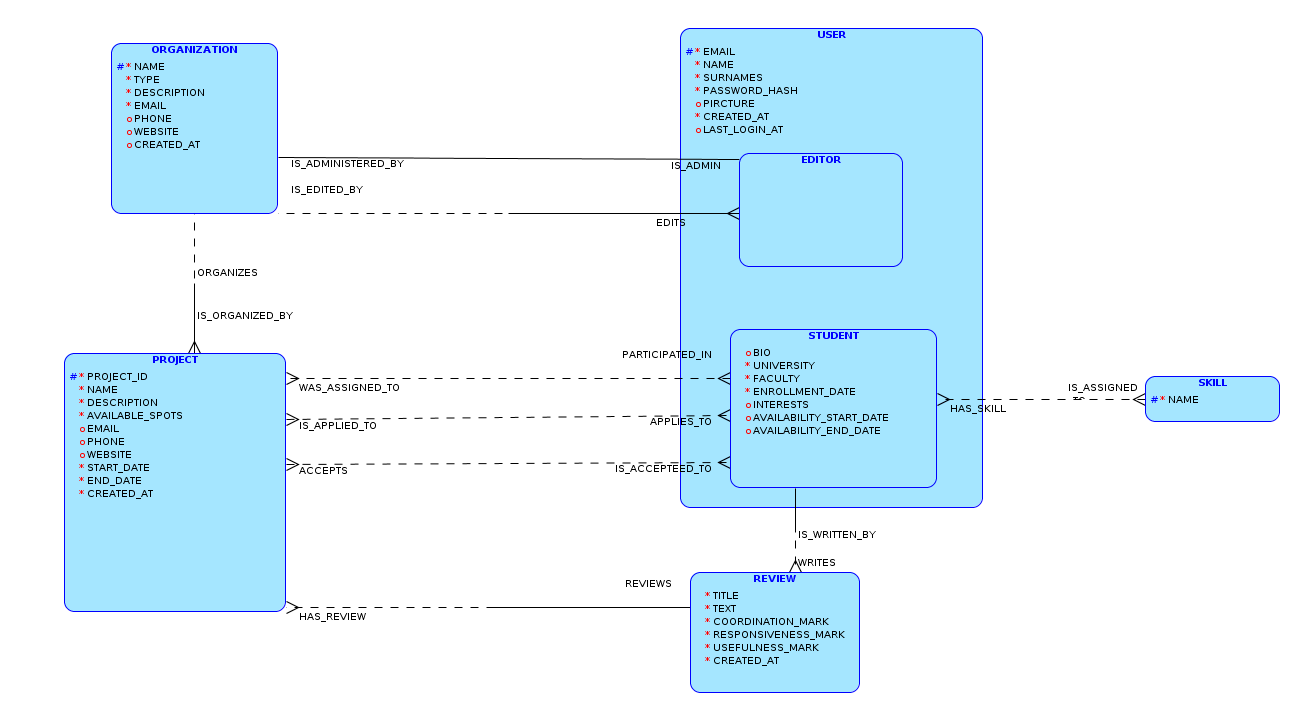 ORGANIZATION
#* NAME
* TYPE
* DESCRIPTION
* EMAIL
o PHONE
o WEBSITE
o CREATED_AT
USER
#* EMAIL
* NAME
* SURNAMES
* PASSWORD_HASH
o PIRCTURE
* CREATED_AT
o LAST_LOGIN_AT
EDITOR
IS_ADMINISTERED_BY
IS_ADMIN
IS_EDITED_BY
EDITS
ORGANIZES
IS_ORGANIZED_BY
PROJECT
#* PROJECT_ID
* NAME
* DESCRIPTION
* AVAILABLE_SPOTS
o EMAIL
o PHONE
o WEBSITE
* START_DATE
* END_DATE
* CREATED_AT
PARTICIPATED_IN
WAS_ASSIGNED_TO
IS_APPLIED_TO
APPLIES_TO
ACCEPTS
IS_ACCEPTEED_TO
STUDENT
o BIO
* UNIVERSITY
* FACULTY
* ENROLLMENT_DATE
o INTERESTS
o AVAILABILITY_START_DATE
o AVAILABILITY_END_DATE
HAS_SKILL
IS_ASSIGNED
SKILL
#* NAME
IS_WRITTEN_BY
WRITES
REVIEWS
HAS_REVIEW
REVIEW
* TITLE
* TEXT
* COORDINATION_MARK
* RESPONSIVENESS_MARK
* USEFULNESS_MARK
* CREATED_AT